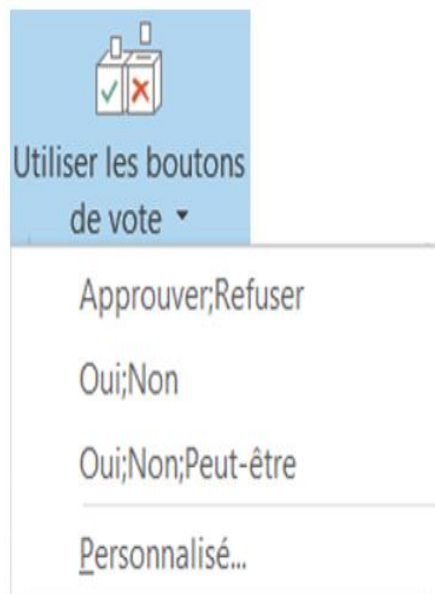 Utiliser les boutons
de vote
Approuver;Refuser
Oui;Non
Oui;Non;Peut-être
Personnalisé...